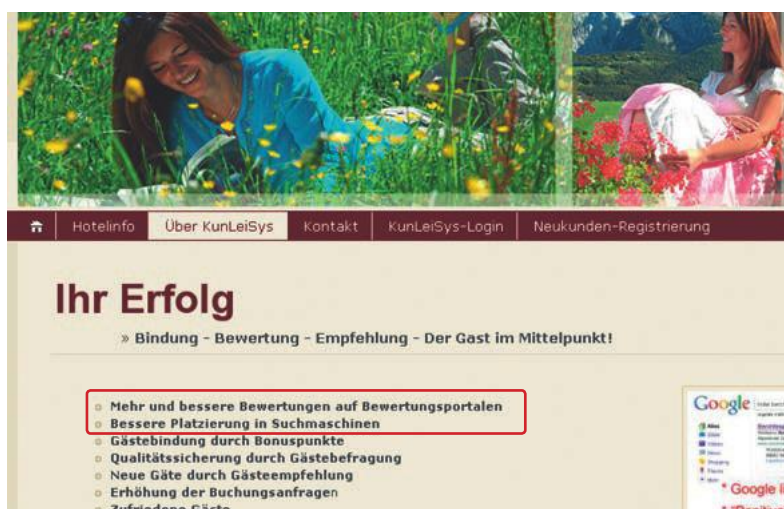 Hotelinfo Über KunLeiSys Kontakt KunLeiSys-Login Neukunden-Registrierung
Ihr Erfolg
» Bindung - Bewertung - Empfehlung - Der Gast im Mittelpunkt!
Mehr und bessere Bewertungen auf Bewertungsportalen
Bessere Platzierung in Suchmaschinen
Gästebindung durch Bonuspunkte
Qualitätssicherung durch Gästebefragung
Neue Gäte durch Gästeempfehlung
Erhöhung der Buchungsanfragen
Zufriedene Gäste
Google
* Google